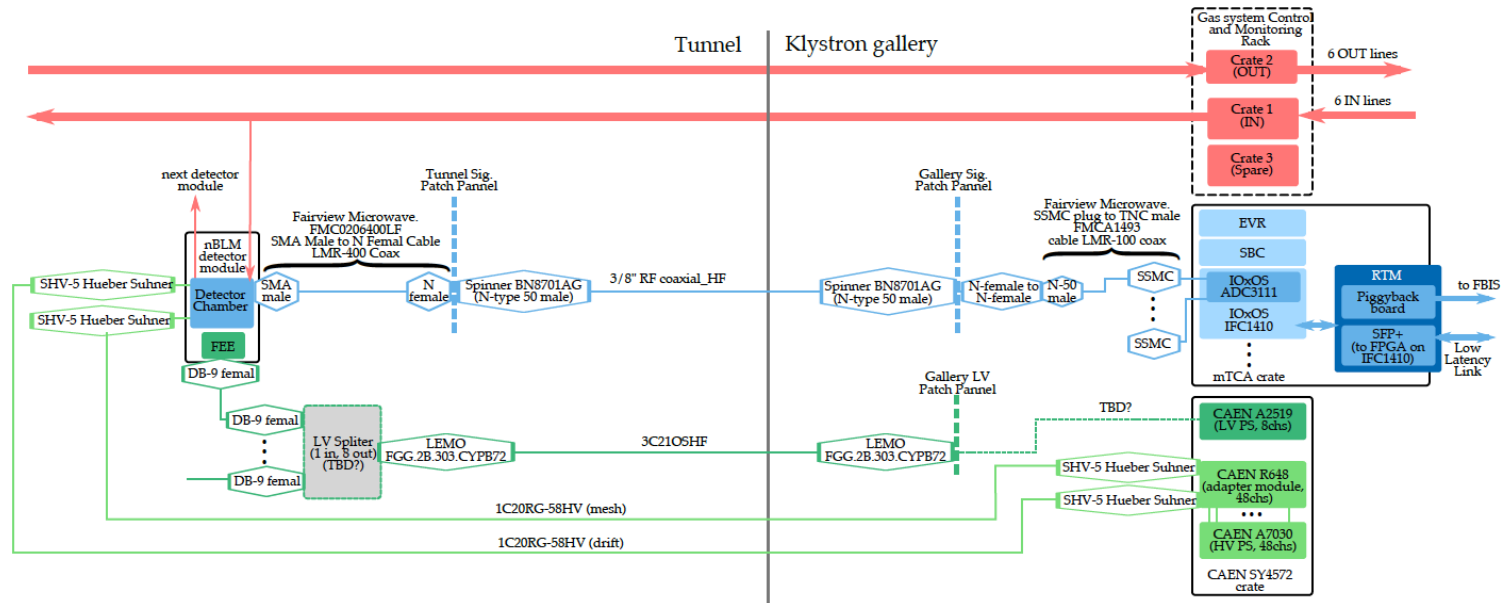 Tunnel
Klystron gallery
Gas system Control
and Monitoring
Rack
Crate 2
(OUT)
6 OUT lines
Crate 1
(IN)
6 IN lines
Crate 3
(Spare)
next detector
module
Tunnel Sig.
Patch Pannel
Gallery Sig.
Patch Pannel
Fairview Microwave.
FMC0206400LF
SMA Male to N Femal Cable
LMR-400 Coax
Fairview Microwave.
SSMC plug to TNC male
FMCA1493
cable LMR-100 coax
nBLM
detector
module
SHV-5 Hueber Suhner
SHV-5 Hueber Suhner
Detector
Chamber
FEE
SMA
male
N
female
Spinner BN8701AG
(N-type 50 male)
3/8" RF coaxial_HF
Spinner BN8701AG
(N-type 50 male)
N-female to
N-female
N-50
male
SSMC
SSMC
EVR
SBC
IOxOS
ADC3111
IOxOS
IFC1410
mTCA crate
RTM
Piggyback
board
SFP+
(to FPGA on
IFC1410)
to FBIS
Low
Latency
Link
DB-9 femal
DB-9 femal
DB-9 femal
LV Spliter
(1 in, 8 out)
(TBD?)
LEMO
FGG.2B.303.CYPB72
3C21OSHF
LEMO
FGG.2B.303.CYPB72
Gallery LV
Patch Pannel
TBD?
CAEN A2519
(LV PS, 8chs)
SHV-5 Hueber Suhner
SHV-5 Hueber Suhner
CAEN R648
(adapter module,
48chs)
CAEN A7030
(HV PS, 48chs)
CAEN SY4572
crate
1C20RG-58HV (mesh)
1C20RG-58HV (drift)